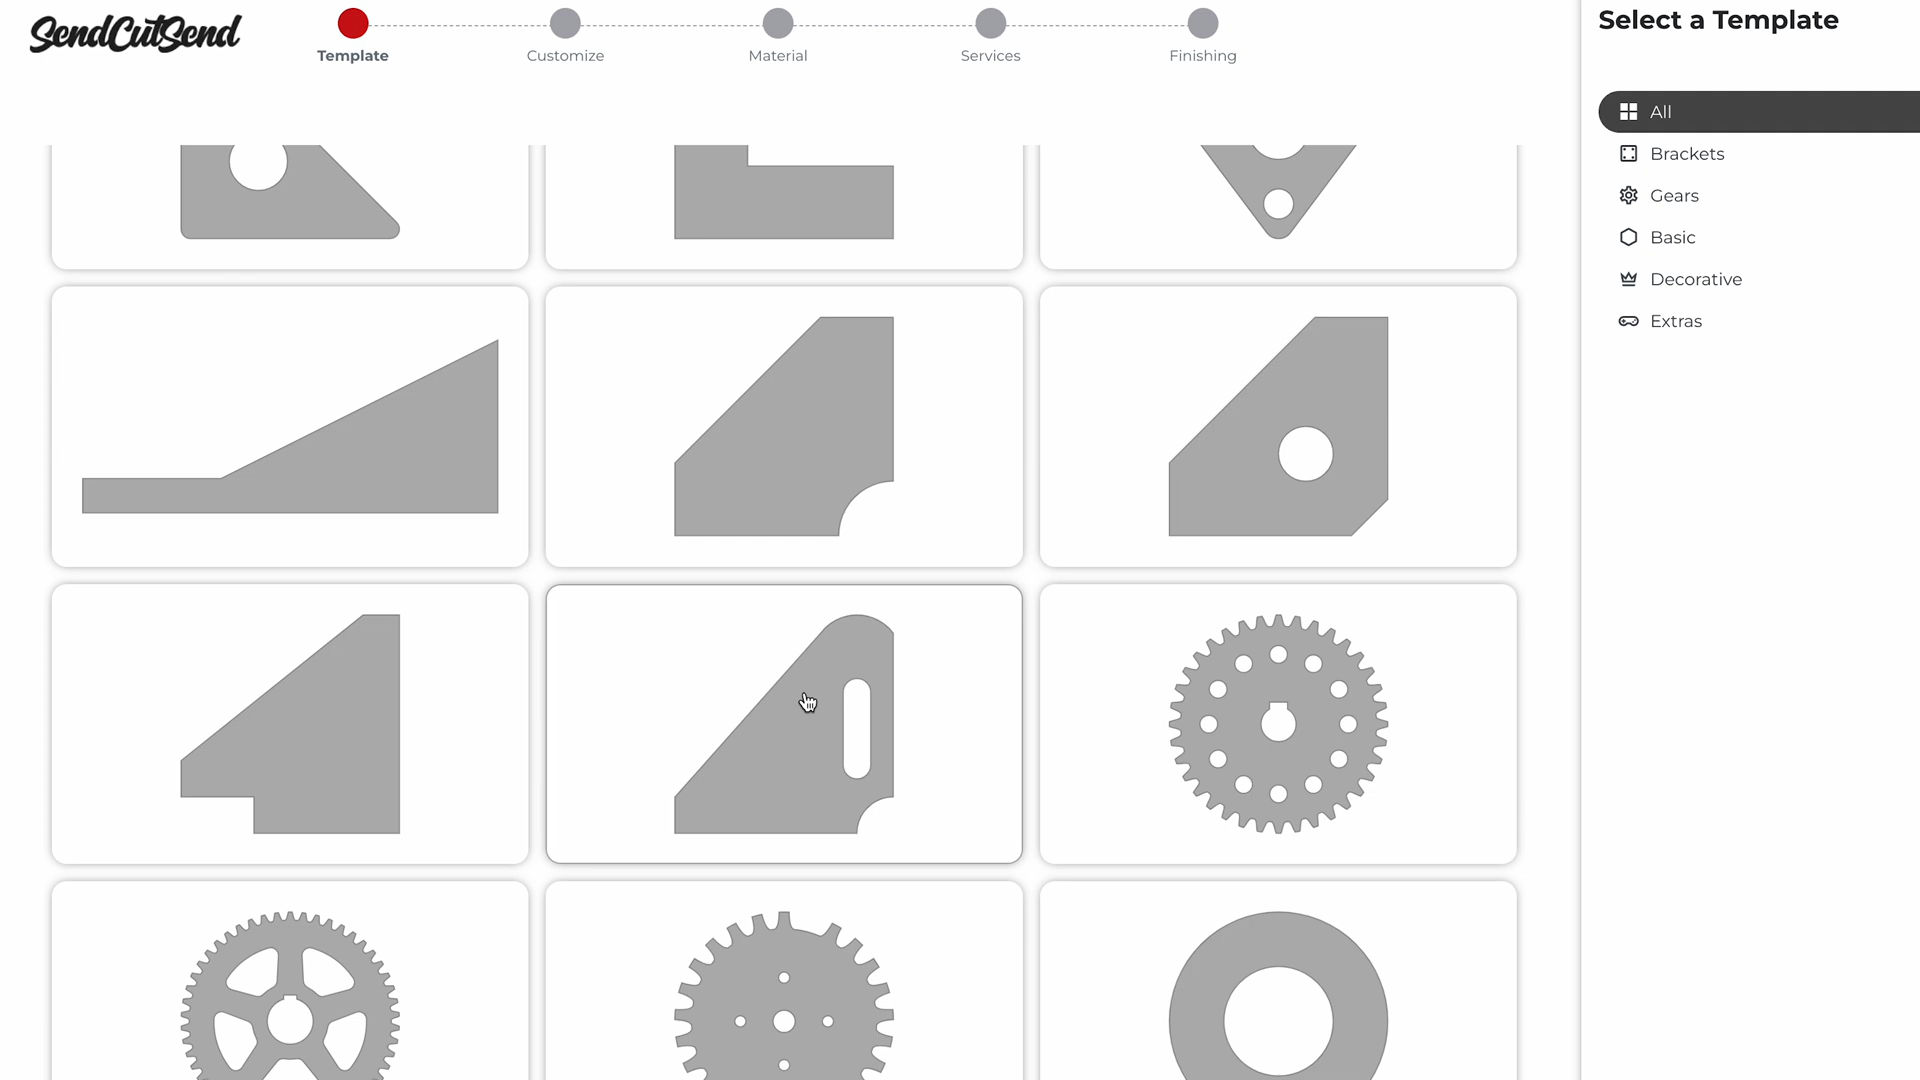 SendCutSend
Template
Customize
Material
Services
Finishing
Select a Template
All
Brackets
Gears
Basic
Decorative
Extras